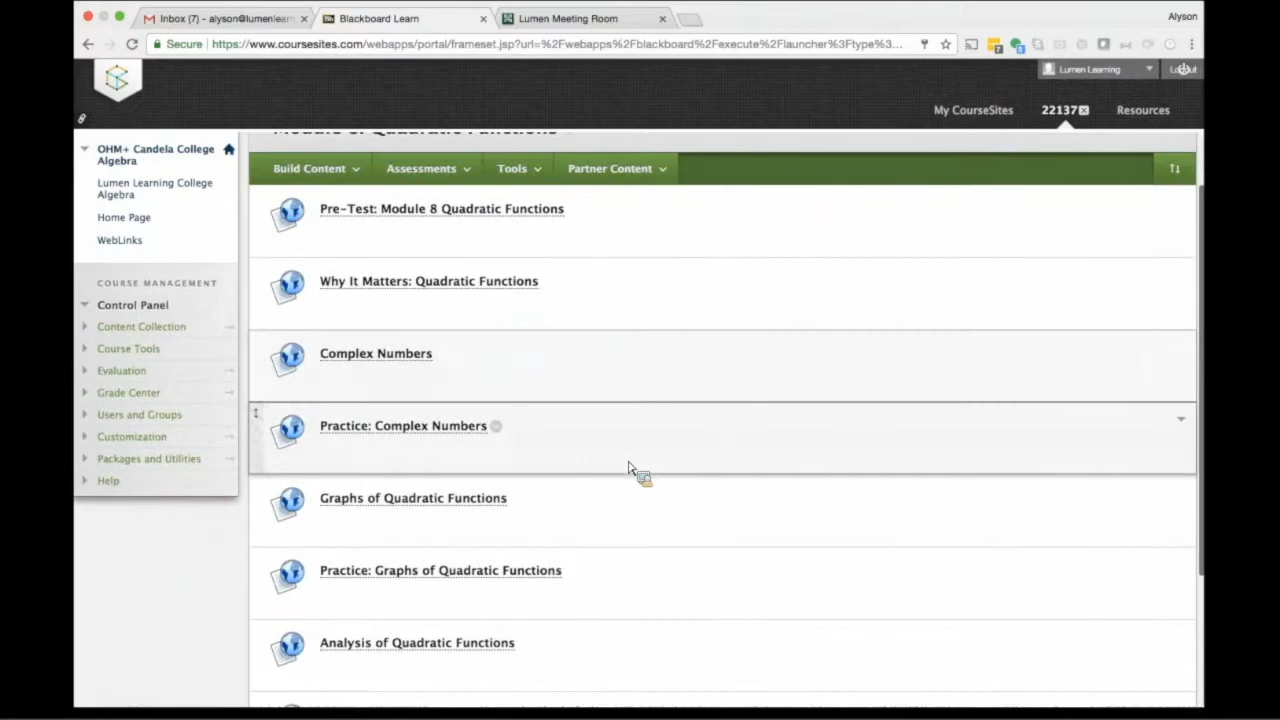 Inbox (7) - alyson@lumenlearn
Blackboard Learn
Lumen Meeting Room
Alyson
Secure
https://www.coursesites.com/webapps/portal/frameset.jsp?url=%2Fwebapps%2Fblackboard%2Fexecute%2Flauncher%3Ftype%3...
Lumen Learning
My CourseSites
22137
Resources
OHM+ Candela College
Algebra
Lumen Learning College
Algebra
Home Page
WebLinks
COURSE MANAGEMENT
Control Panel
Content Collection
Course Tools
Evaluation
Grade Center
Users and Groups
Customization
Packages and Utilities
Help
Quadratic Functions
Build Content
Assessments
Tools
Partner Content
Pre-Test: Module 8 Quadratic Functions
Why It Matters: Quadratic Functions
Complex Numbers
Practice: Complex Numbers
Graphs of Quadratic Functions
Practice: Graphs of Quadratic Functions
Analysis of Quadratic Functions